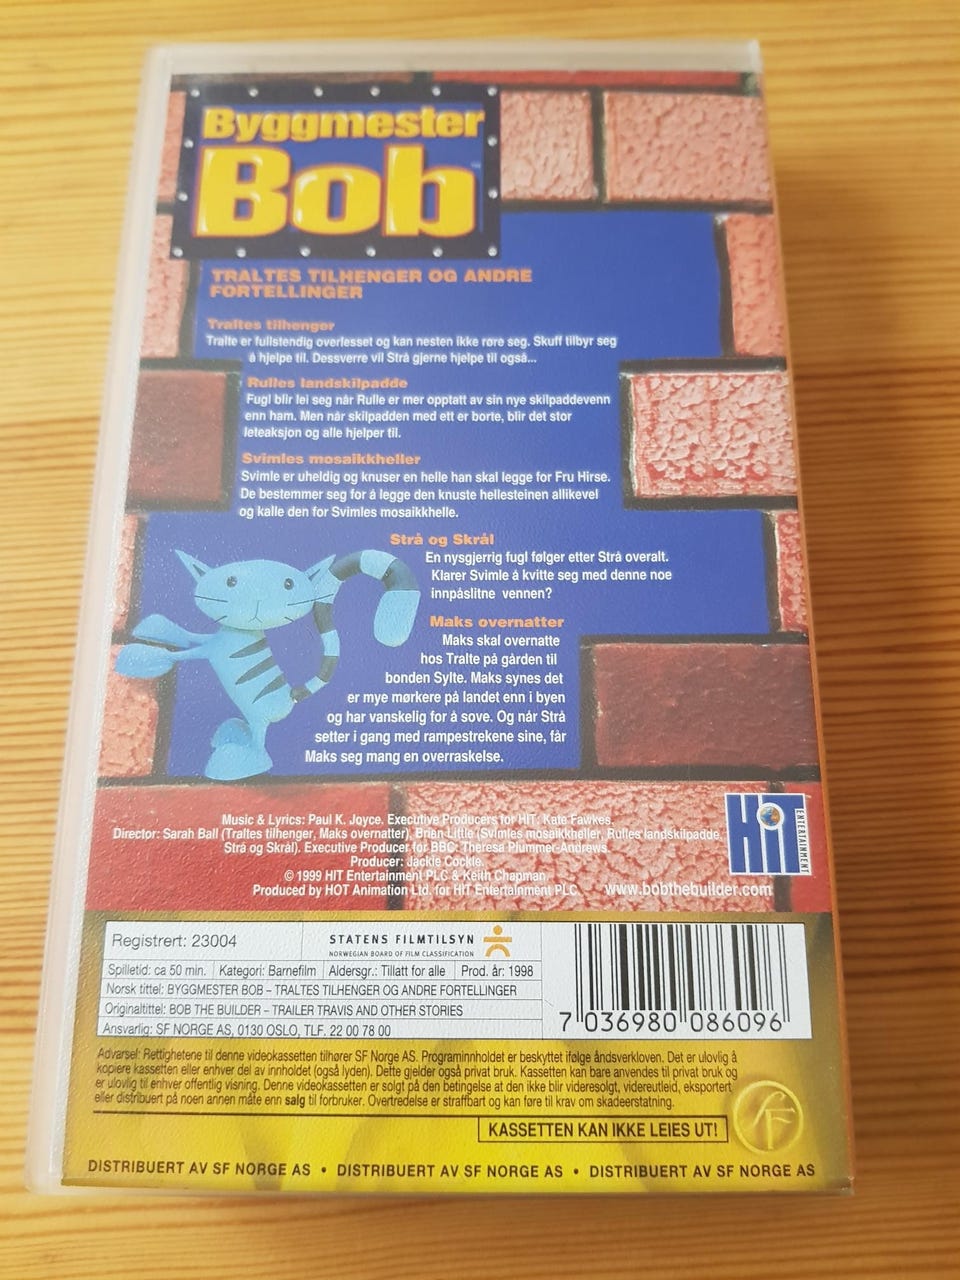 Byggmester
Bob
TM
TRALTES TILHENGER OG ANDRE
FORTELLINGER
Traltes tilhenger
Tralte er fullstendig overlesset og kan nesten ikke røre seg. Skuff tilbyr seg
å hjelpe til. Dessverre vil Strå gjerne hjelpe til også...
Rulles landskilpadde
Fugl blir lei seg når Rulle er mer opptatt av sin nye skilpaddevenn
enn ham. Men når skilpadden med ett er borte, blir det stor
leteaksjon og alle hjelper til.
Svimles mosaikkheller
Svimle er uheldig og knuser en helle han skal legge for Fru Hirse.
De bestemmer seg for å legge den knuste hellesteinen allikevel
og kalle den for Svimles mosaikkhelle.
Strå og Skrål
En nysgjerrig fugl følger etter Strå overalt.
Klarer Svimle å kvitte seg med denne noe
innpåslitne vennen?
Maks overnatter
Maks skal overnatte
hos Tralte på gården til
bonden Sylte. Maks synes det
er mye mørkere på landet enn i byen
og har vanskelig for å sove. Og når Strå
setter i gang med rampestrekene sine, får
Maks seg mang en overraskelse.
Music & Lyrics: Paul K. Joyce. Executive Producers for HIT: Kate Fawkes.
Director: Sarah Ball (Traltes tilhenger, Maks overnatter), Brian Little (Svimles mosaikkheller, Rulles landskilpadde,
Strå og Skrål). Executive Producer for BBC: Theresa Plummer-Andrews.
Producer: Jackie Cockle.
© 1999 HIT Entertainment PLC & Keith Chapman.
Produced by HOT Animation Ltd. for HIT Entertainment PLC. www.bobthebuilder.com
HiT ENTERTAINMENT
Registrert: 23004
STATENS FILMTILSYN
NORWEGIAN BOARD OF FILM CLASSIFICATION
Spilletid: ca 50 min. Kategori: Barnefilm Aldersgr.: Tillatt for alle Prod. år: 1998
Norsk tittel: BYGGMESTER BOB – TRALTES TILHENGER OG ANDRE FORTELLINGER
Originaltittel: BOB THE BUILDER – TRAILER TRAVIS AND OTHER STORIES
Ansvarlig: SF NORGE AS, 0130 OSLO, TLF. 22 00 78 00
7 036980 086096
Advarsel: Rettighetene til denne videokassetten tilhører SF Norge AS. Programinnholdet er beskyttet ifølge åndsverkloven. Det er ulovlig å
kopiere kassetten eller enhver del av innholdet (også lyden). Dette gjelder også privat bruk. Kassetten kan bare anvendes til privat bruk og
er ulovlig til enhver offentlig visning. Denne videokassetten er solgt på den betingelse at den ikke blir videresolgt, videreutleid, eksportert
eller distribuert på noen annen måte enn salg til forbruker. Overtredelse er straffbart og kan føre til krav om skadeerstatning.
KASSETTEN KAN IKKE LEIES UT!
SF
DISTRIBUERT AV SF NORGE AS • DISTRIBUERT AV SF NORGE AS • DISTRIBUERT AV SF NORGE AS